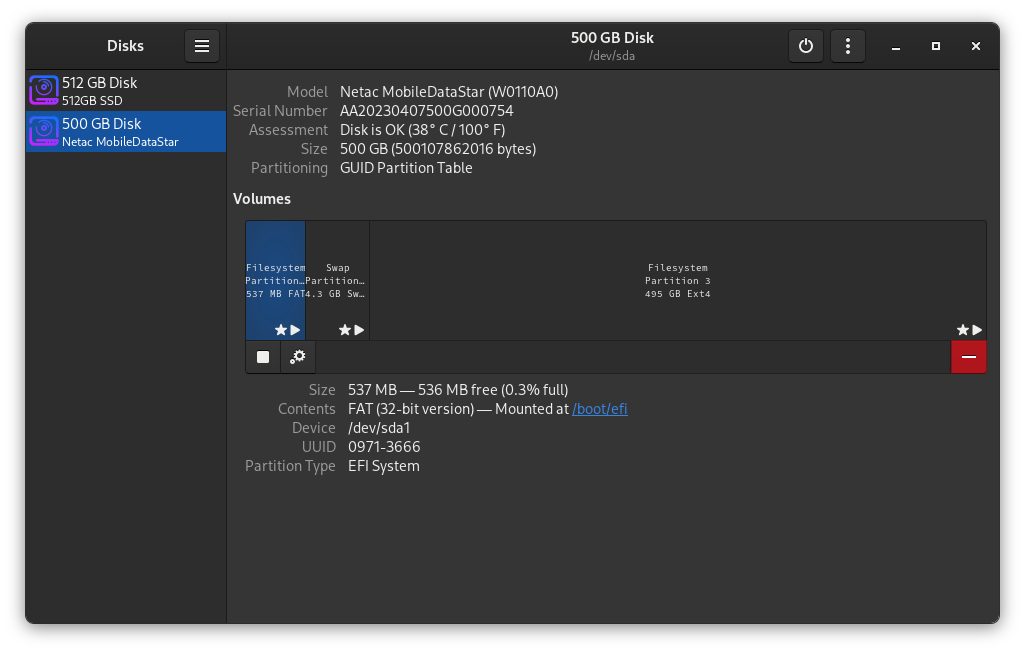 Disks
500 GB Disk
/dev/sda
512 GB Disk
512GB SSD
500 GB Disk
Netac MobileDataStar
Model Netac MobileDataStar (W0110A0)
Serial Number AA20230407500G000754
Assessment Disk is OK (38° C / 100° F)
Size 500 GB (500107862016 bytes)
Partitioning GUID Partition Table
Volumes
Filesystem
Partition…
537 MB FAT
Swap
Partition…
4.3 GB Sw…
Filesystem
Partition 3
495 GB Ext4
Size 537 MB — 536 MB free (0.3% full)
Contents FAT (32-bit version) — Mounted at /boot/efi
Device /dev/sda1
UUID 0971-3666
Partition Type EFI System